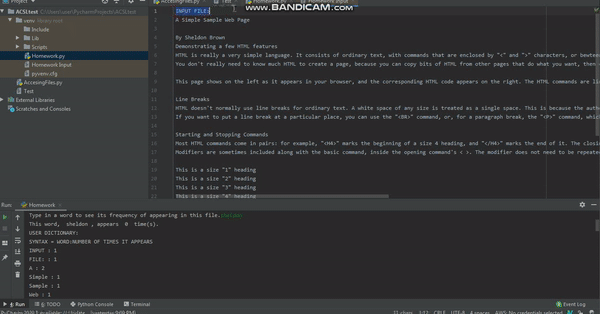 WWW.BANDICAM.COM
AccesingFiles.py Test Homework.py Homework Input
ACSLtest
venv library root
Include
Lib
Scripts
Homework.py
Homework Input
pyvenv.cfg
AccesingFiles.py
Test
External Libraries
Scratches and Consoles
INPUT FILE:
A Simple Sample Web Page
By Sheldon Brown
Demonstrating a few HTML features
HTML is really a very simple language. It consists of ordinary text, with commands that are enclosed by "<" and ">" characters, or bewteen
You don't really need to know much HTML to create a page, because you can copy bits of HTML from other pages that do what you want, then
This page shows on the left as it appears in your browser, and the corresponding HTML code appears on the right. The HTML commands are
Line Breaks
HTML doesn't normally use line breaks for ordinary text. A white space of any size is treated as a single space. This is because the
If you want to put a line break at a particular place, you can use the "<BR>" command, or, for a paragraph break, the "<P>" command,
Starting and Stopping Commands
Most HTML commands come in pairs: for example, "<H4>" marks the beginning of a size 4 heading, and "</H4>" marks the end of it. The
Modifiers are sometimes included along with the basic command, inside the opening command's < >. The modifier does not need to be
This is a size "1" heading
This is a size "2" heading
This is a size "3" heading
This is a size "4" heading
Run: Homework
Type in a word to see its frequency of appearing in this file.sheldon
This word, sheldon , appears 0 time(s).
USER DICTIONARY:
SYNTAX = WORD:NUMBER OF TIMES IT APPEARS
INPUT : 1
FILE: : 1
A : 2
Simple : 1
Sample : 1
Web : 1
4: Run 6: TODO Python Console Terminal Event Log